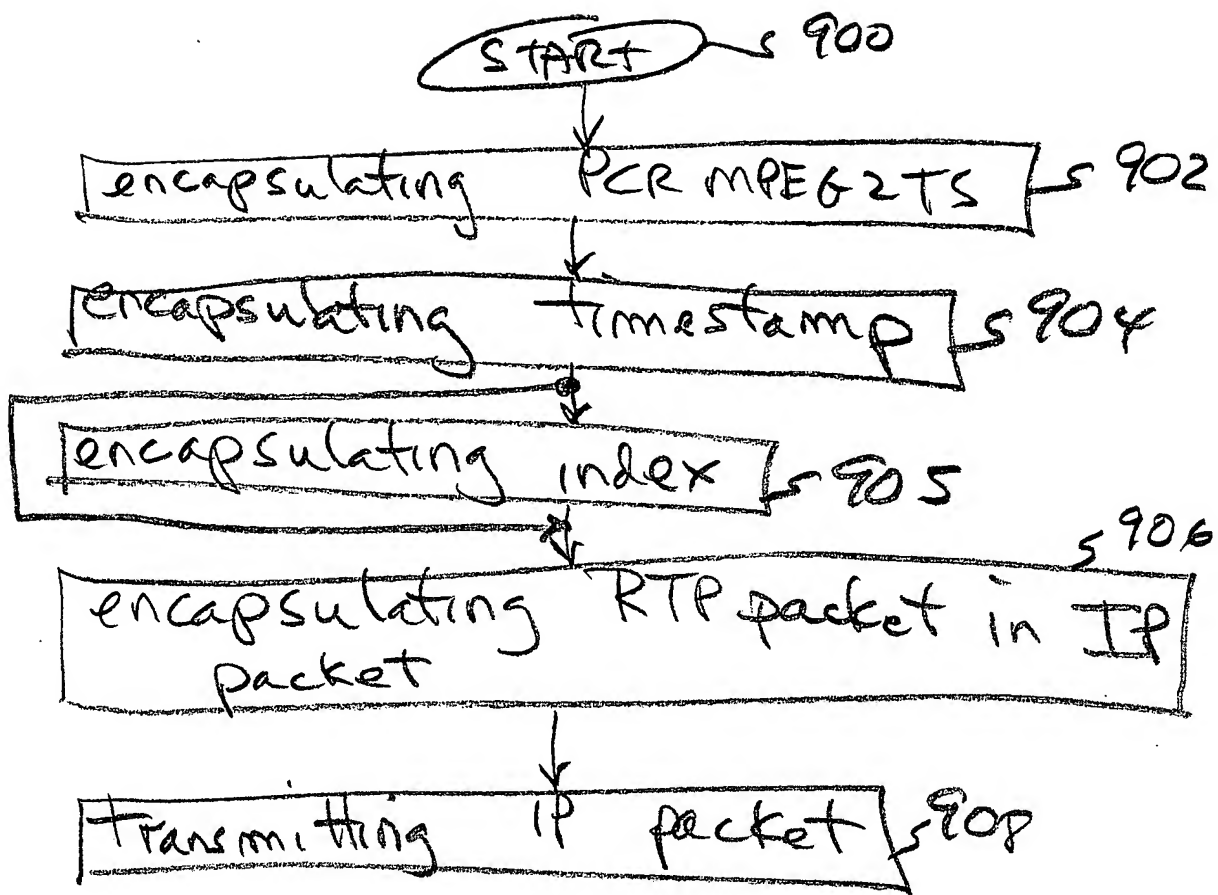 START 900
encapsulating PCR MPEG2TS 902
encapsulating timestamp 904
encapsulating index 905
906
encapsulating RTP packet in IP
packet
transmitting IP packet 908